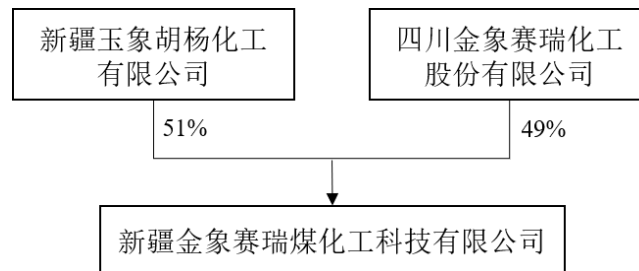 新疆玉象胡杨化工
有限公司
四川金象赛瑞化工
股份有限公司
51%
49%
新疆金象赛瑞煤化工科技有限公司